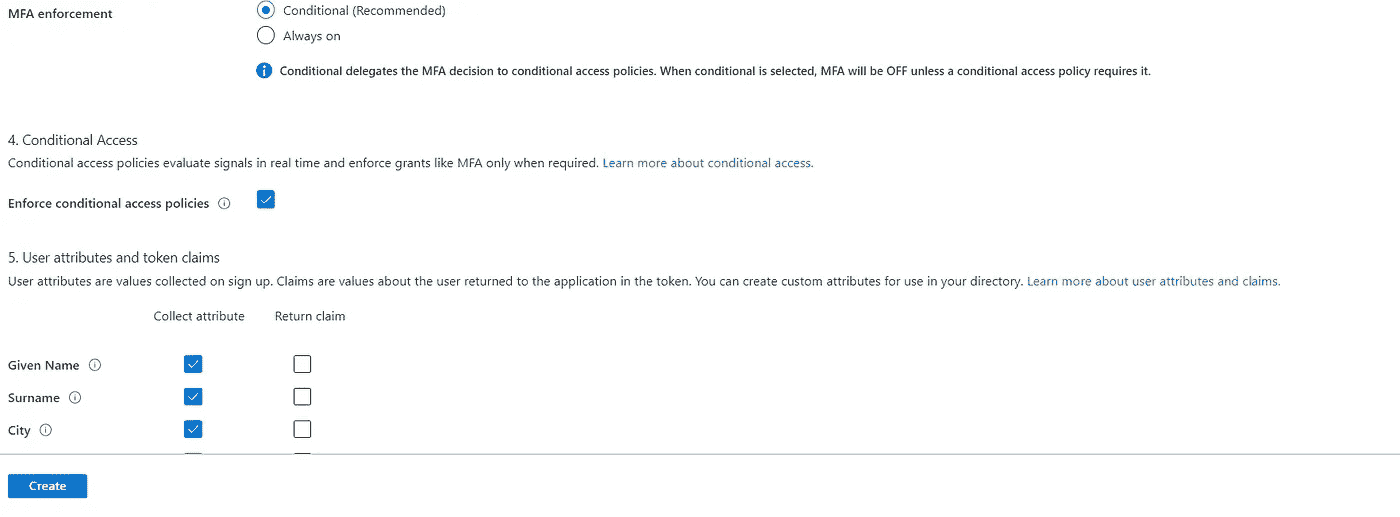 MFA enforcement
Conditional (Recommended)
Always on
Conditional delegates the MFA decision to conditional access policies. When conditional is selected, MFA will be OFF unless a conditional access policy requires it.
4. Conditional Access
Conditional access policies evaluate signals in real time and enforce grants like MFA only when required. Learn more about conditional access.
Enforce conditional access policies
5. User attributes and token claims
User attributes are values collected on sign up. Claims are values about the user returned to the application in the token. You can create custom attributes for use in your directory. Learn more about user attributes and claims.
Collect attribute Return claim
Given Name
Surname
City
Create